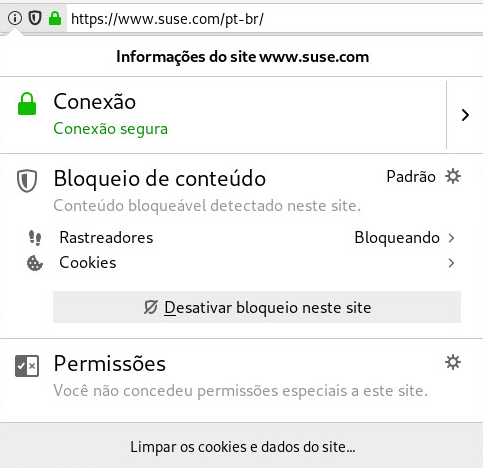 https://www.suse.com/pt-br/
Informações do site www.suse.com
Conexão
Conexão segura
Bloqueio de conteúdo
Padrão
Conteúdo bloqueável detectado neste site.
Rastreadores
Bloqueando
Cookies
Desativar bloqueio neste site
Permissões
Você não concedeu permissões especiais a este site.
Limpar os cookies e dados do site...